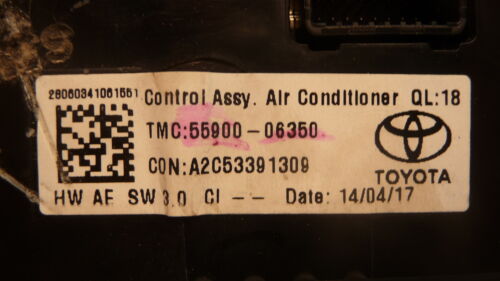 28060341061551
Control Assy. Air Conditioner QL:18
TMC:55900-06350
CON:A2C53391309
TOYOTA
HW AF SW 3.0 CI -- Date: 14/04/17